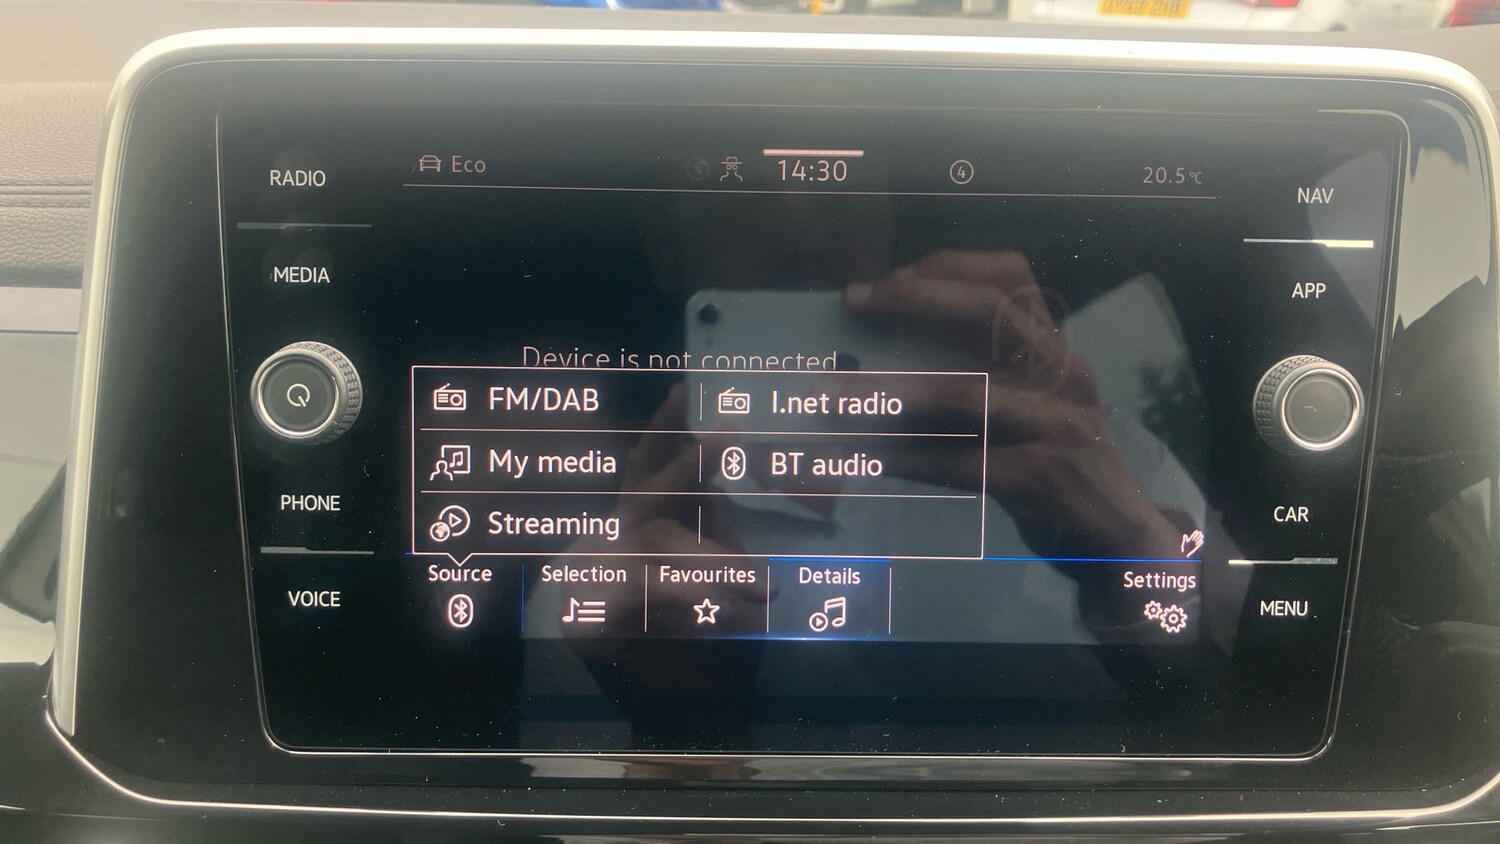 RADIO
MEDIA
PHONE
VOICE
Eco
14:30
4
20.5°C
Device is not connected
FM/DAB
I.net radio
My media
BT audio
Streaming
Source
Selection
Favourites
Details
Settings
NAV
APP
CAR
MENU